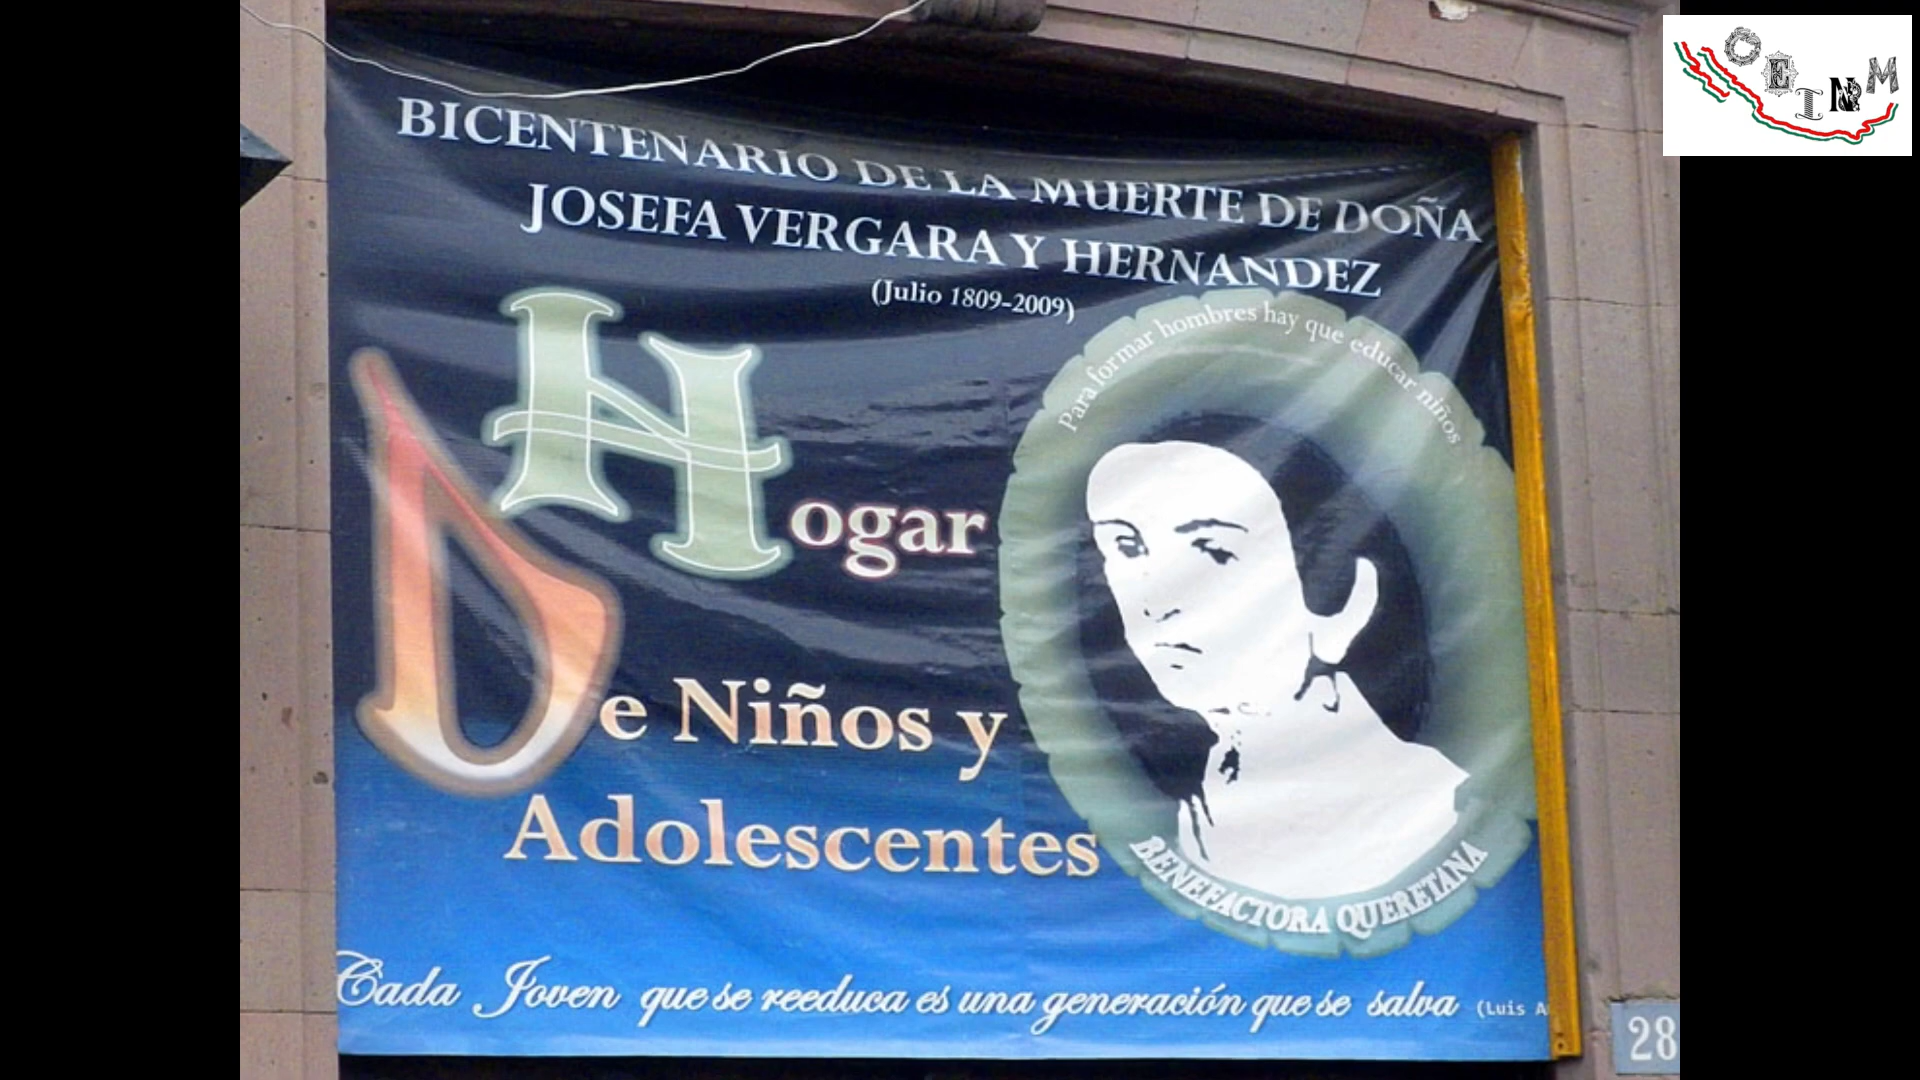 BICENTENARIO DE LA MUERTE DE DOÑA
JOSEFA VERGARA Y HERNANDEZ
(Julio 1809-2009)
Para formar hombres hay que educar niños
Hogar
De Niños y
Adolescentes
BENEFACTORA QUERETANA
Cada Joven que se reeduca es una generación que se salva (Luis
28
OEINM